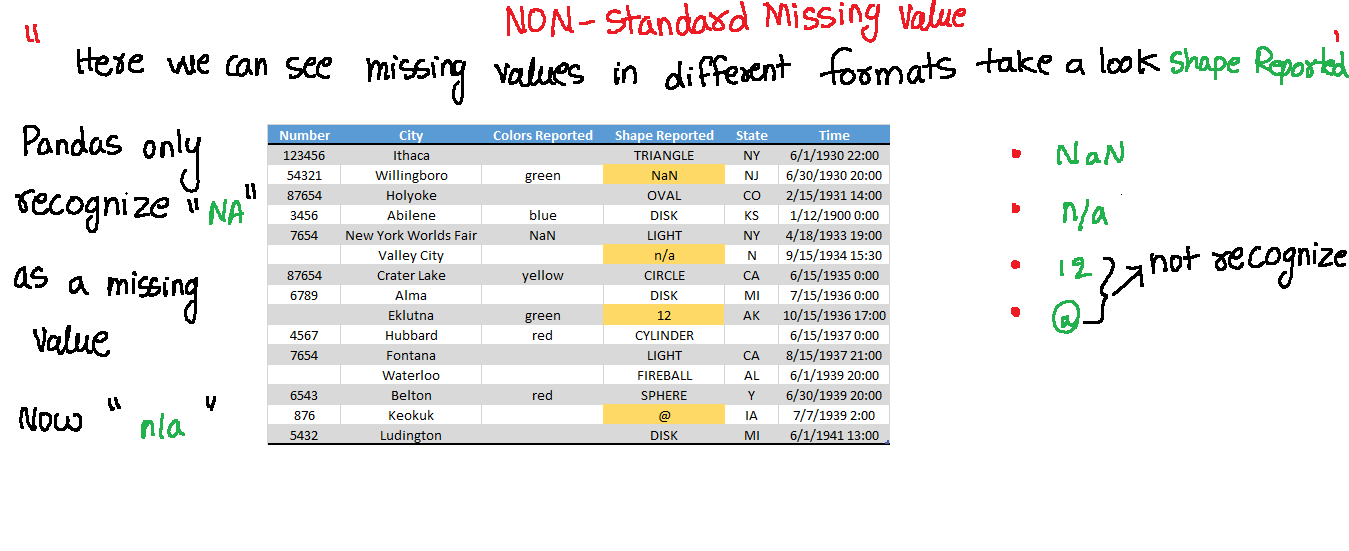 NON-Standard Missing Value
" Here we can see missing values in different formats take a look Shape Reported '
Pandas only
recognize "NA"
as a missing
Value
Now " n/a "
Number City Colors Reported Shape Reported State Time
123456 Ithaca TRIANGLE NY 6/1/1930 22:00
54321 Willingboro green NaN NJ 6/30/1930 20:00
87654 Holyoke OVAL CO 2/15/1931 14:00
3456 Abilene blue DISK KS 1/12/1900 0:00
7654 New York Worlds Fair NaN LIGHT NY 4/18/1933 19:00
Valley City n/a N 9/15/1934 15:30
87654 Crater Lake yellow CIRCLE CA 6/15/1935 0:00
6789 Alma DISK MI 7/15/1936 0:00
Eklutna green 12 AK 10/15/1936 17:00
4567 Hubbard red CYLINDER 6/15/1937 0:00
7654 Fontana LIGHT CA 8/15/1937 21:00
Waterloo FIREBALL AL 6/1/1939 20:00
6543 Belton red SPHERE Y 6/30/1939 20:00
876 Keokuk @ IA 7/7/1939 2:00
5432 Ludington DISK MI 6/1/1941 13:00
• NaN
• n/a
• 12
• @
not recognize